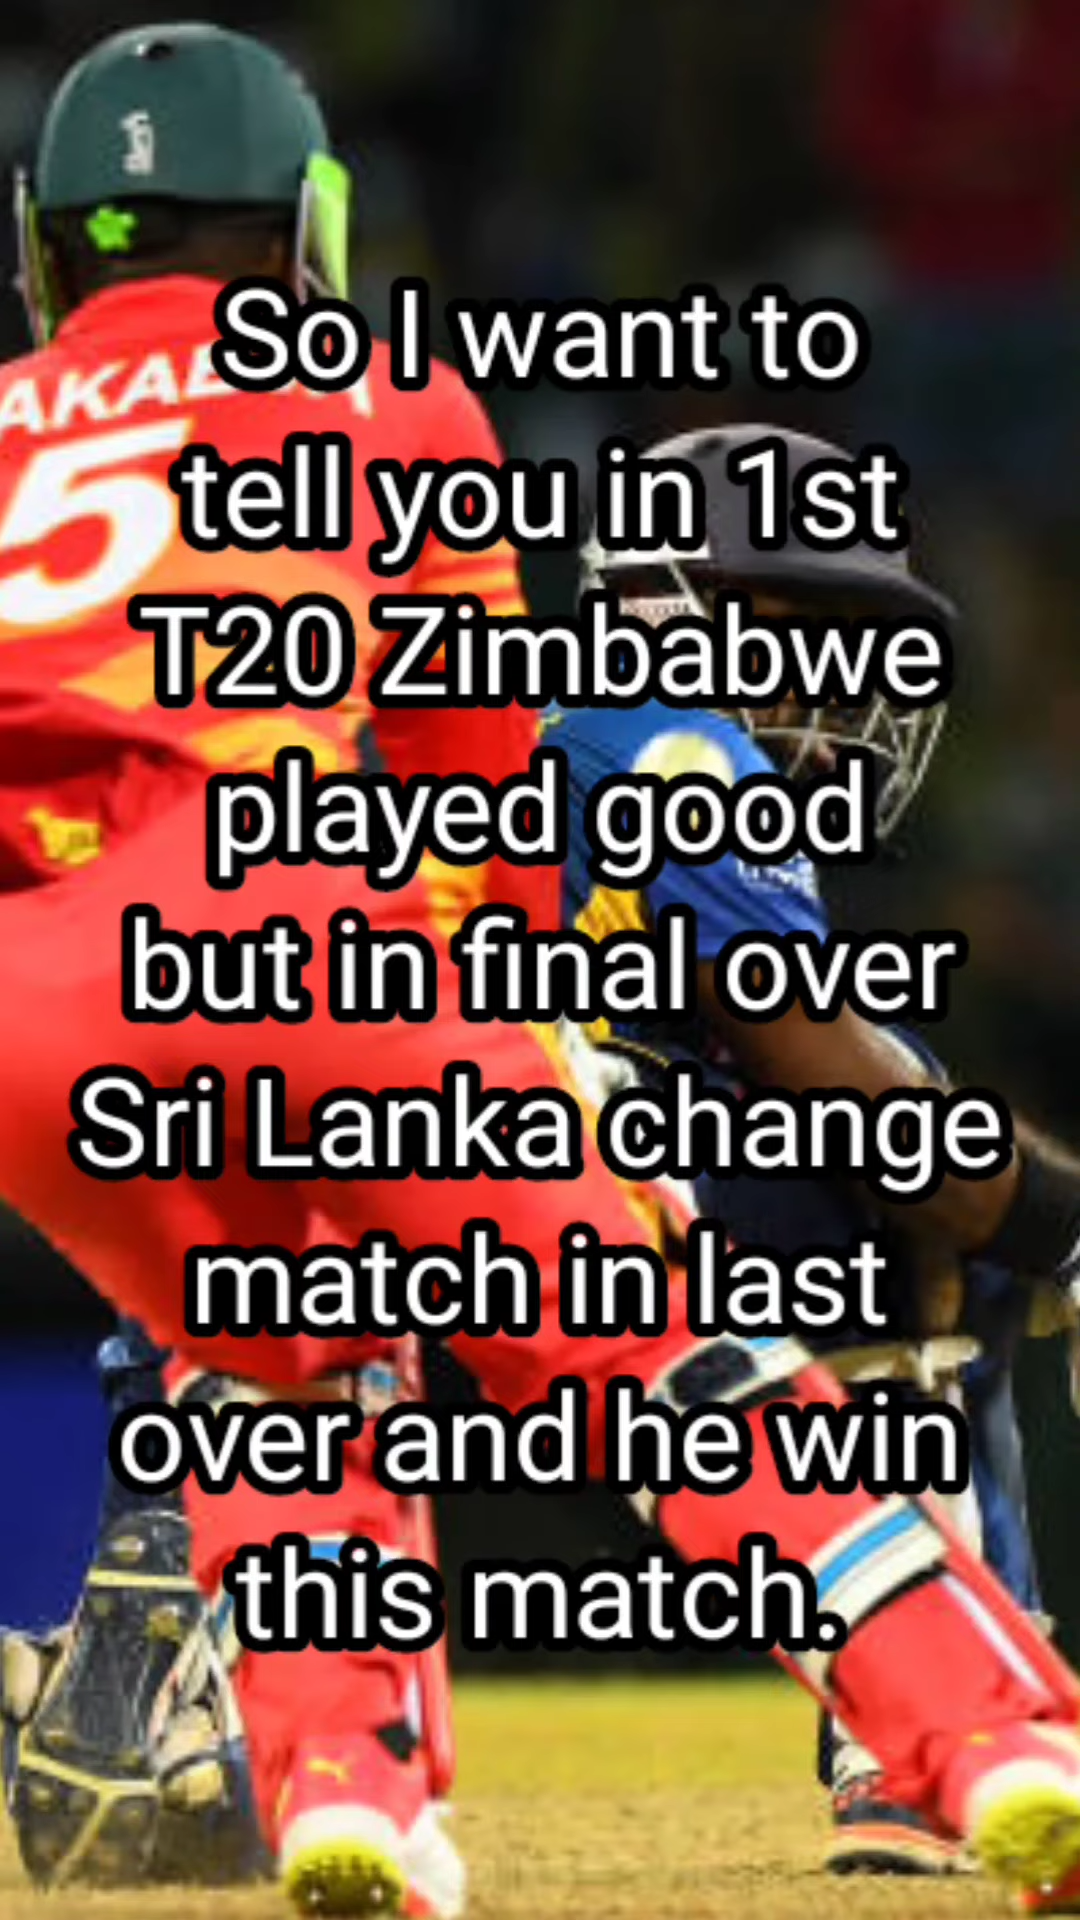 So I want to
tell you in 1st
T20 Zimbabwe
played good
but in final over
Sri Lanka change
match in last
over and he win
this match.
5